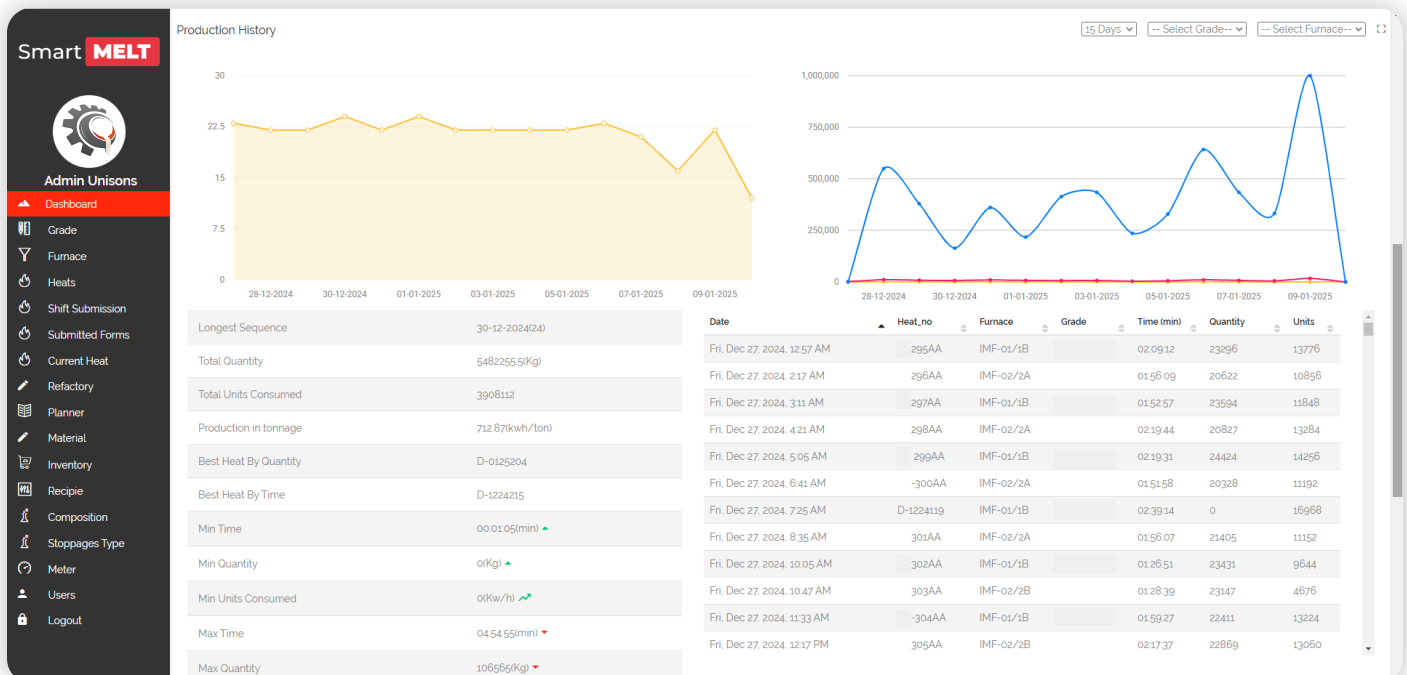 Smart MELT
Admin Unisons
Dashboard
Grade
Furnace
Heats
Shift Submission
Submitted Forms
Current Heat
Refactory
Planner
Material
Inventory
Recipie
Composition
Stoppages Type
Meter
Users
Logout
Production History
15 Days
-- Select Grade--
-- Select Furnace--
30
22.5
15
7.5
0
28-12-2024 30-12-2024 01-01-2025 03-01-2025 05-01-2025 07-01-2025 09-01-2025
1,000,000
750,000
500,000
250,000
0
28-12-2024 30-12-2024 01-01-2025 03-01-2025 05-01-2025 07-01-2025 09-01-2025
Longest Sequence 30-12-2024(24)
Total Quantity 5482255.5(Kg)
Total Units Consumed 3908112
Production in tonnage 712.87(kwh/ton)
Best Heat By Quantity D-0125204
Best Heat By Time D-1224215
Min Time 00:01:05(min)
Min Quantity 0(Kg)
Min Units Consumed 0(Kw/h)
Max Time 04:54:55(min)
Max Quantity 106565(Kg)
Date Heat_no Furnace Grade Time (min) Quantity Units
Fri, Dec 27, 2024, 12:57 AM 295AA IMF-01/1B 02:09:12 23296 13776
Fri, Dec 27, 2024, 2:17 AM 296AA IMF-02/2A 01:56:09 20622 10856
Fri, Dec 27, 2024, 3:11 AM 297AA IMF-01/1B 01:52:57 23594 11848
Fri, Dec 27, 2024, 4:21 AM 298AA IMF-02/2A 02:19:44 20827 13284
Fri, Dec 27, 2024, 5:05 AM 299AA IMF-01/1B 02:19:31 24424 14256
Fri, Dec 27, 2024, 6:41 AM -300AA IMF-02/2A 01:51:58 20328 11192
Fri, Dec 27, 2024, 7:25 AM D-1224119 IMF-01/1B 02:39:14 0 16968
Fri, Dec 27, 2024, 8:35 AM 301AA IMF-02/2A 01:56:07 21405 11152
Fri, Dec 27, 2024, 10:05 AM 302AA IMF-01/1B 01:26:51 23431 9644
Fri, Dec 27, 2024, 10:47 AM 303AA IMF-02/2B 01:28:39 23147 4676
Fri, Dec 27, 2024, 11:33 AM -304AA IMF-01/1B 01:59:27 22411 13224
Fri, Dec 27, 2024, 12:17 PM 305AA IMF-02/2B 02:17:37 22869 13060